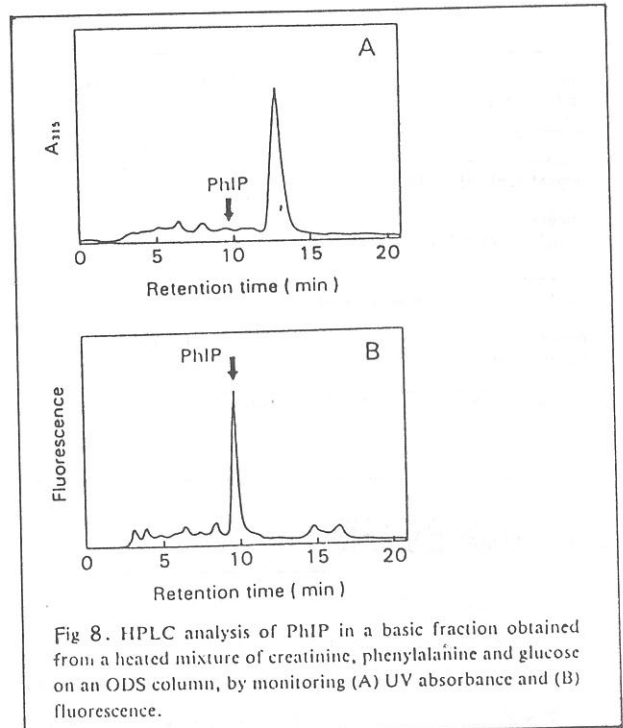 A
A₃₁₅
PhIP
0 5 10 15 20
Retention time ( min )
B
PhIP
Fluorescence
0 5 10 15 20
Retention time ( min )
Fig 8. HPLC analysis of PhIP in a basic fraction obtained
from a heated mixture of creatinine, phenylalanine and glucose
on an ODS column, by monitoring (A) UV absorbance and (B)
fluorescence.